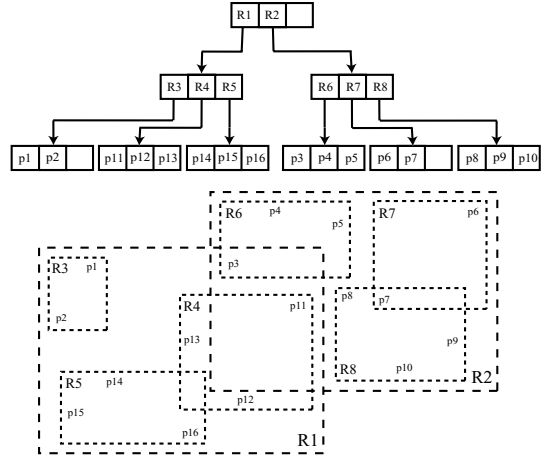 R1 R2
R3 R4 R5 R6 R7 R8
p1 p2 p11 p12 p13 p14 p15 p16 p3 p4 p5 p6 p7 p8 p9 p10
R6 p4 R7 p6
p5
R3 p1 p3
R4 p11 p8 p7
p2 p13 p9
R5 p14 R8 p10 R2
p15 p12
p16 R1